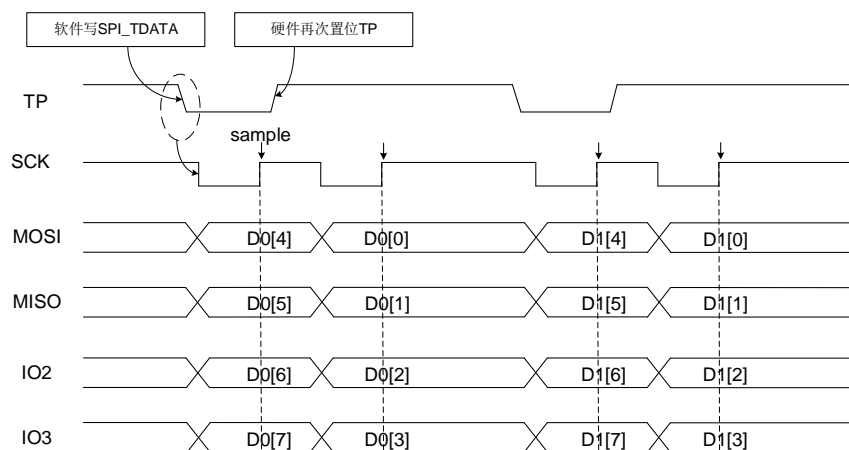 软件写SPI_TDATA 硬件再次置位TP
TP
sample
SCK
MOSI D0[4] D0[0] D1[4] D1[0]
MISO D0[5] D0[1] D1[5] D1[1]
IO2 D0[6] D0[2] D1[6] D1[2]
IO3 D0[7] D0[3] D1[7] D1[3]